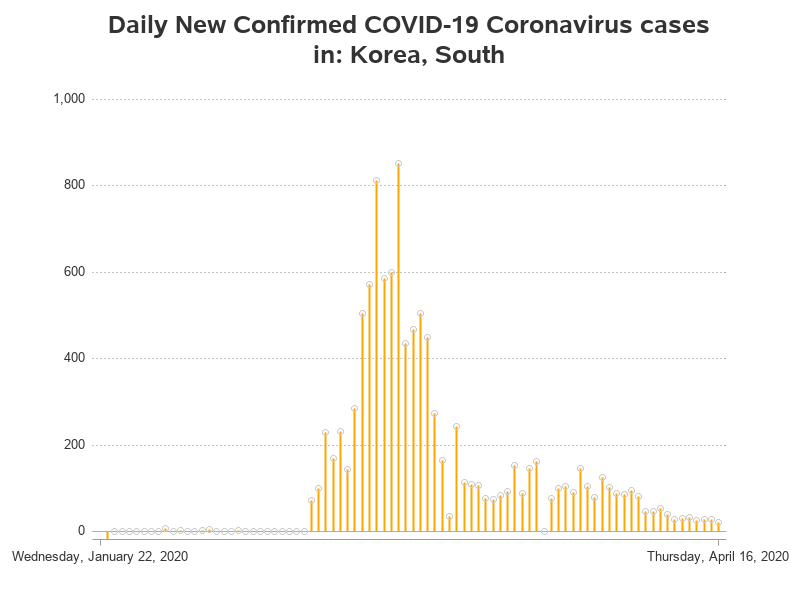 Daily New Confirmed COVID-19 Coronavirus cases
in: Korea, South
1,000
800
600
400
200
0
Wednesday, January 22, 2020
Thursday, April 16, 2020